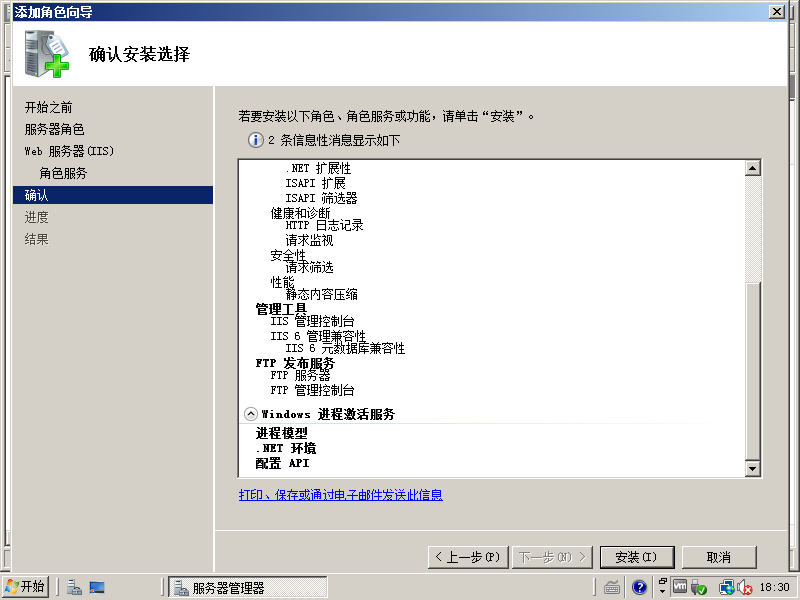 添加角色向导
确认安装选择
开始之前
服务器角色
Web 服务器(IIS)
角色服务
确认
进度
结果
若要安装以下角色、角色服务或功能，请单击“安装”。
2 条信息性消息显示如下
.NET 扩展性
ISAPI 扩展
ISAPI 筛选器
健康和诊断
HTTP 日志记录
请求监视
安全性
请求筛选
性能
静态内容压缩
管理工具
IIS 管理控制台
IIS 6 管理兼容性
IIS 6 元数据库兼容性
FTP 发布服务
FTP 服务器
FTP 管理控制台
Windows 进程激活服务
进程模型
.NET 环境
配置 API
打印、保存或通过电子邮件发送此信息
< 上一步(P)
下一步(N) >
安装(I)
取消
开始
服务器管理器
18:30